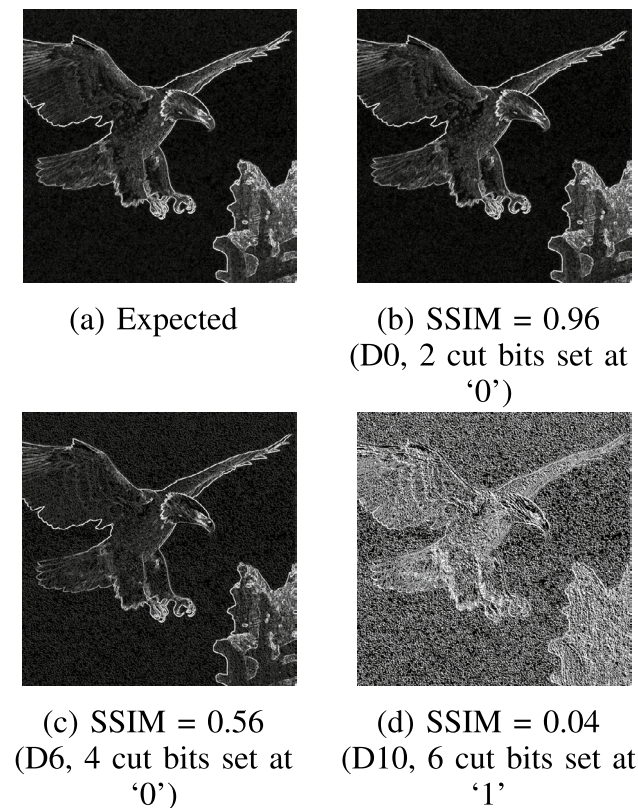 (a) Expected
(b) SSIM = 0.96
(D0, 2 cut bits set at
‘0’)
(c) SSIM = 0.56
(D6, 4 cut bits set at
‘0’)
(d) SSIM = 0.04
(D10, 6 cut bits set at
‘1’